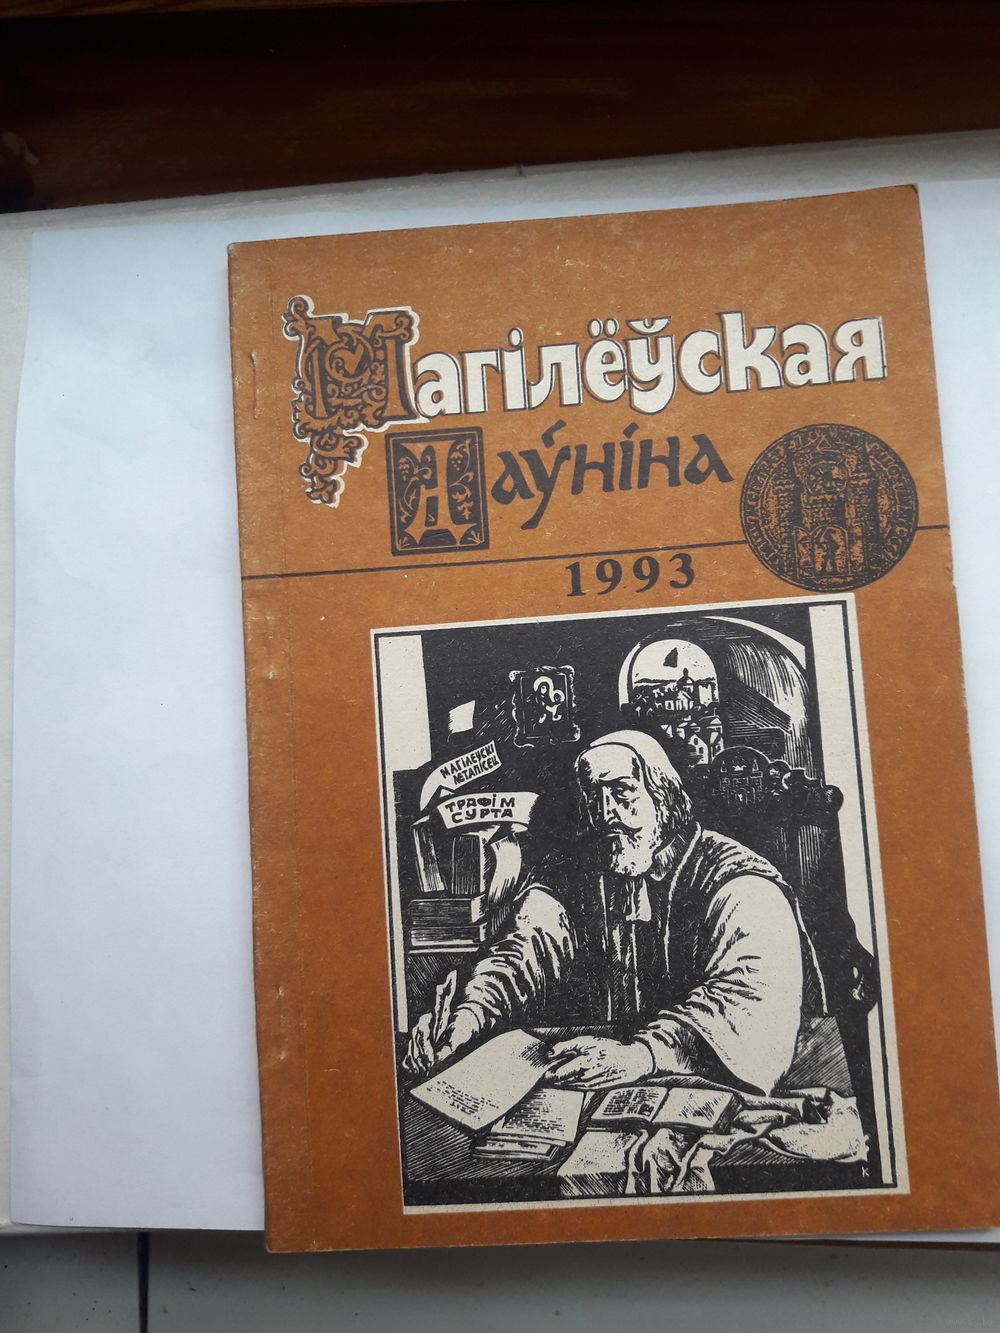 Магілёўская
Даўніна
1993
МАГІЛЕЎСКІ
ЛЕТАПІСЕЦ
ТРАФІМ
СУРТА
К